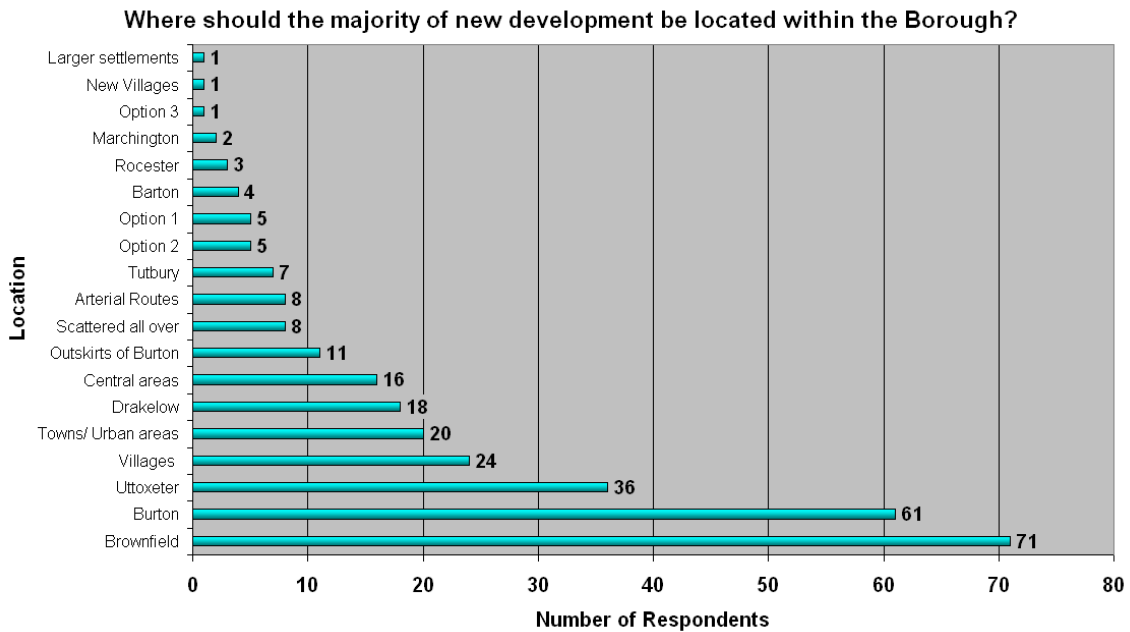 Where should the majority of new development be located within the Borough?
Larger settlements 1
New Villages 1
Option 3 1
Marchington 2
Rocester 3
Barton 4
Option 1 5
Option 2 5
Tutbury 7
Arterial Routes 8
Scattered all over 8
Outskirts of Burton 11
Central areas 16
Drakelow 18
Towns/ Urban areas 20
Villages 24
Uttoxeter 36
Burton 61
Brownfield 71
Location
0 10 20 30 40 50 60 70 80
Number of Respondents